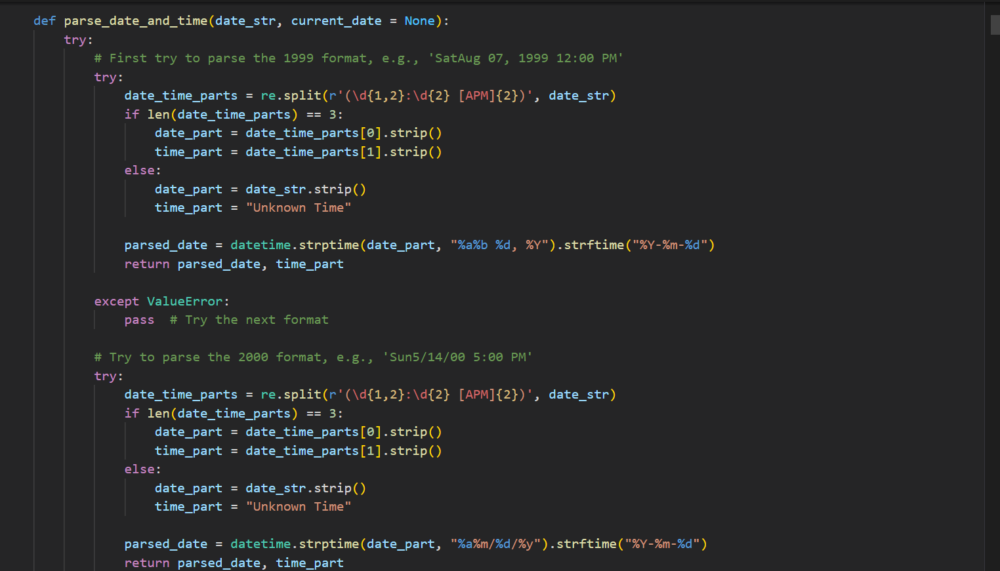 def parse_date_and_time(date_str, current_date = None):
    try:
        # First try to parse the 1999 format, e.g., 'SatAug 07, 1999 12:00 PM'
        try:
            date_time_parts = re.split(r'(\d{1,2}:\d{2} [APM]{2})', date_str)
            if len(date_time_parts) == 3:
                date_part = date_time_parts[0].strip()
                time_part = date_time_parts[1].strip()
            else:
                date_part = date_str.strip()
                time_part = "Unknown Time"

            parsed_date = datetime.strptime(date_part, "%a%b %d, %Y").strftime("%Y-%m-%d")
            return parsed_date, time_part

        except ValueError:
            pass  # Try the next format

        # Try to parse the 2000 format, e.g., 'Sun5/14/00 5:00 PM'
        try:
            date_time_parts = re.split(r'(\d{1,2}:\d{2} [APM]{2})', date_str)
            if len(date_time_parts) == 3:
                date_part = date_time_parts[0].strip()
                time_part = date_time_parts[1].strip()
            else:
                date_part = date_str.strip()
                time_part = "Unknown Time"

            parsed_date = datetime.strptime(date_part, "%a%m/%d/%y").strftime("%Y-%m-%d")
            return parsed_date, time_part